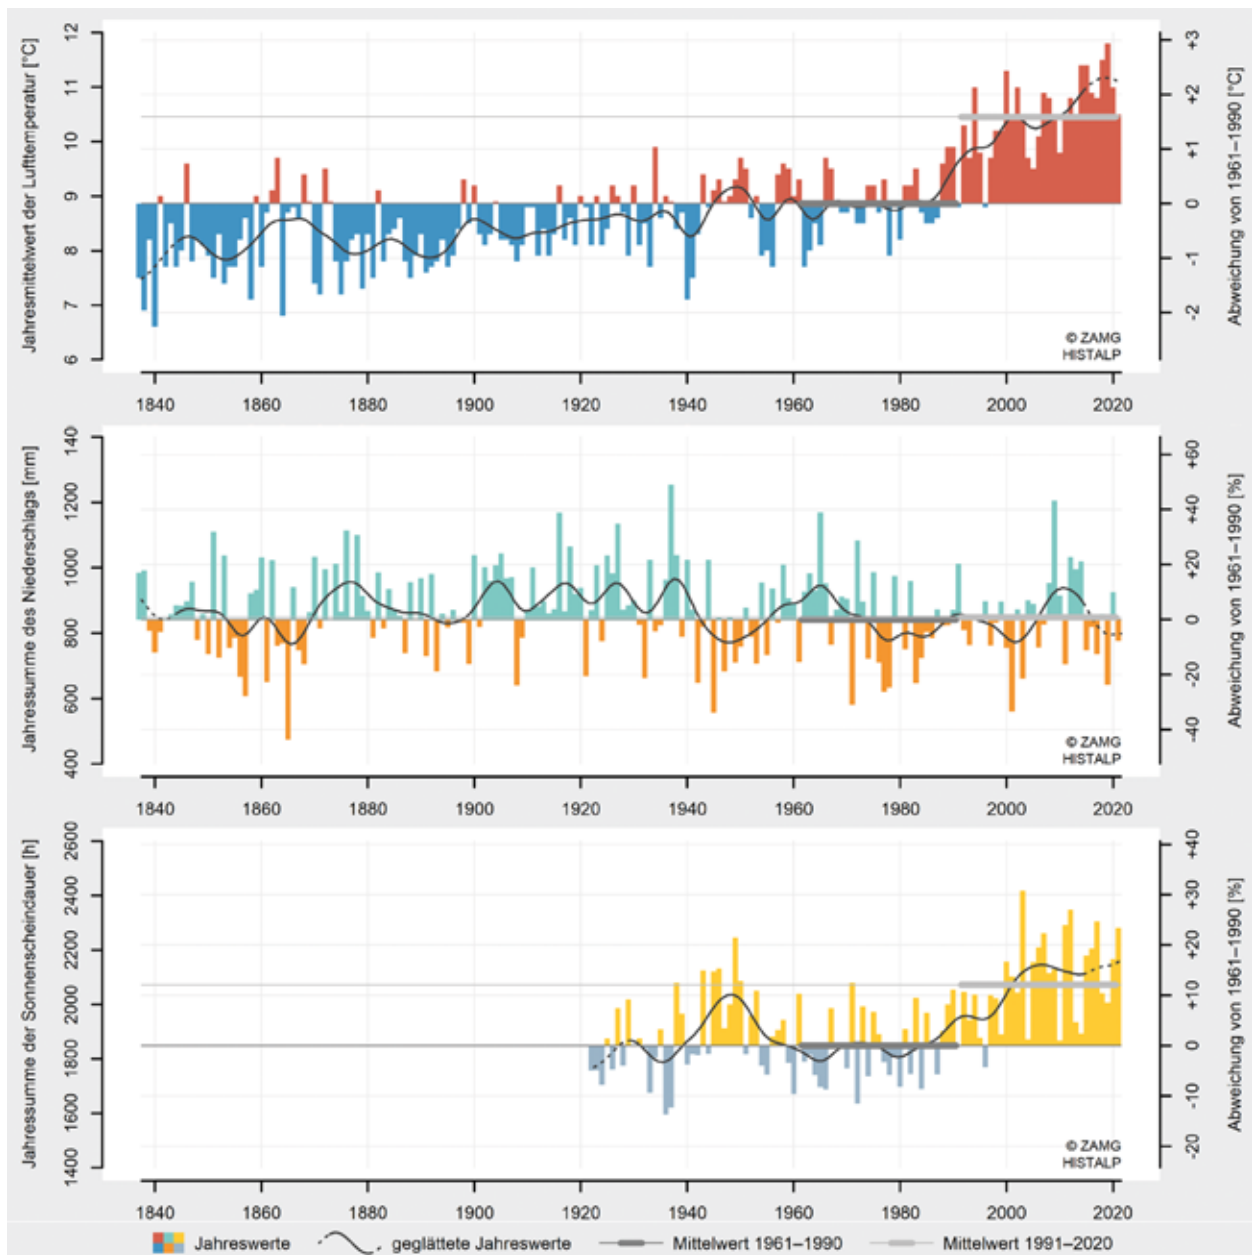 Jahresmittelwert der Lufttemperatur [°C]
12
11
10
9
8
7
6
+3
+2
+1
0
-1
-2
Abweichung von 1961–1990 [°C]
© ZAMG
HISTALP
1840 1860 1880 1900 1920 1940 1960 1980 2000 2020
Jahressumme des Niederschlags [mm]
140
1200
1000
800
600
400
+60
+40
+20
0
-20
-40
Abweichung von 1961–1990 [%]
© ZAMG
HISTALP
1840 1860 1880 1900 1920 1940 1960 1980 2000 2020
Jahressumme der Sonnenscheindauer [h]
2600
2400
2200
2000
1800
1600
1400
+40
+30
+20
+10
0
-10
-20
Abweichung von 1961–1990 [%]
© ZAMG
HISTALP
1840 1860 1880 1900 1920 1940 1960 1980 2000 2020
Jahreswerte geglättete Jahreswerte Mittelwert 1961–1990 Mittelwert 1991–2020